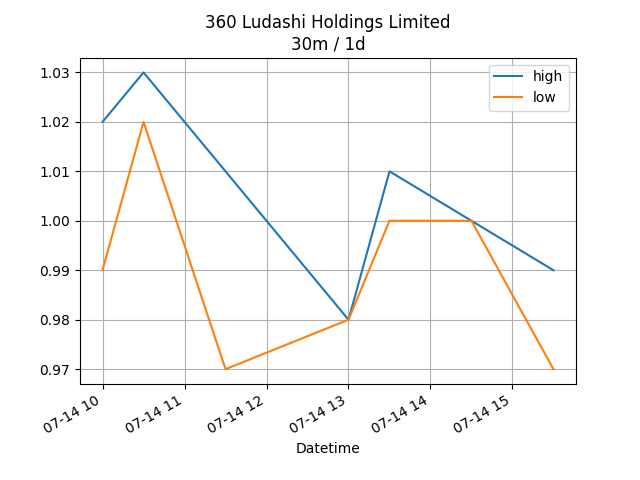 360 Ludashi Holdings Limited
30m / 1d
high
low
1.03
1.02
1.01
1.00
0.99
0.98
0.97
07-14 10
07-14 11
07-14 12
07-14 13
07-14 14
07-14 15
Datetime